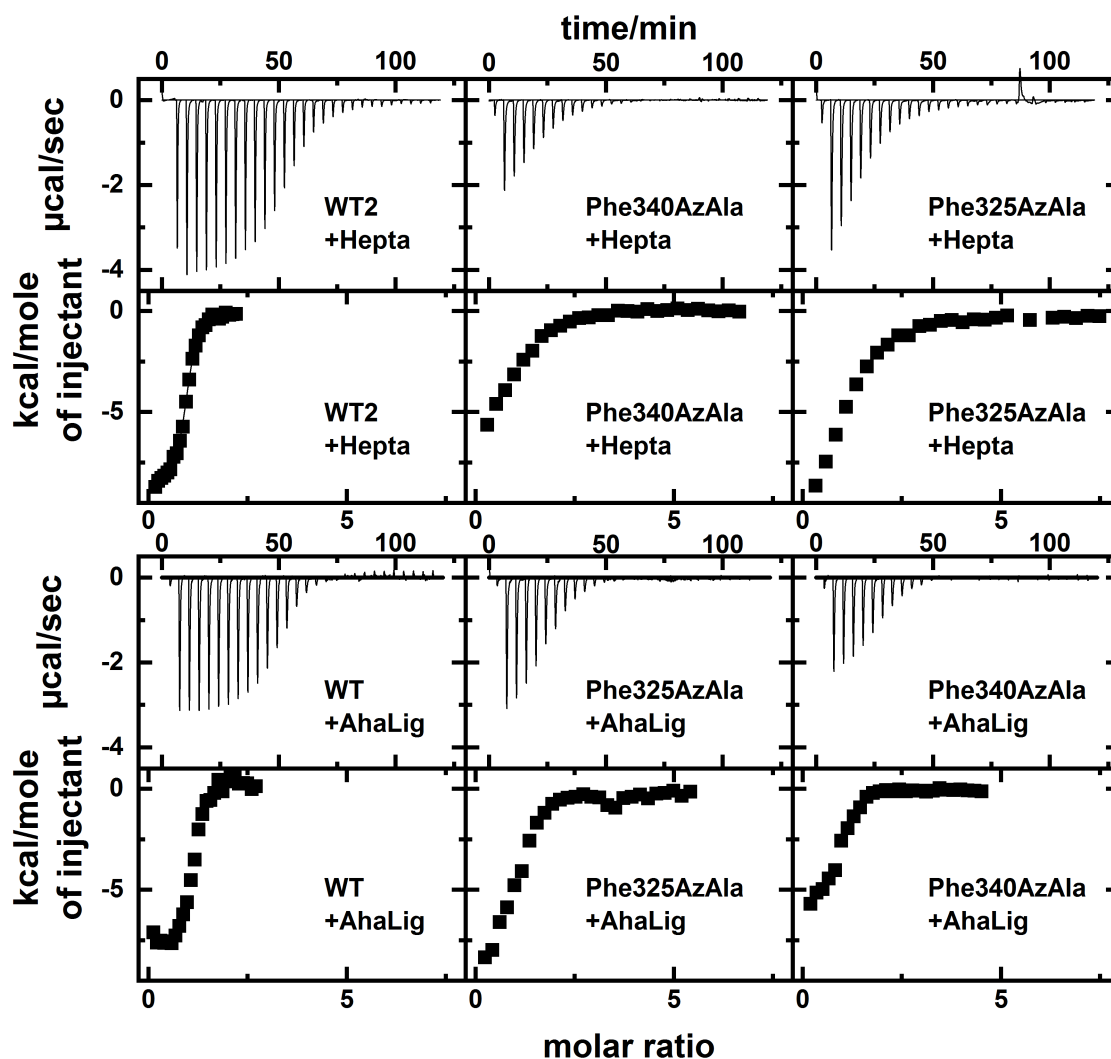 time/min
0 50 100 0 50 100 0 50 100
µcal/sec
0
-2
-4
WT2
+Hepta
Phe340AzAla
+Hepta
Phe325AzAla
+Hepta
kcal/mole
of injectant
0
-5
WT2
+Hepta
Phe340AzAla
+Hepta
Phe325AzAla
+Hepta
0 5 0 5 0 5
0 50 100 0 50 100 0 50 100
µcal/sec
0
-2
-4
WT
+AhaLig
Phe325AzAla
+AhaLig
Phe340AzAla
+AhaLig
kcal/mole
of injectant
0
-5
WT
+AhaLig
Phe325AzAla
+AhaLig
Phe340AzAla
+AhaLig
0 5 0 5 0 5
molar ratio